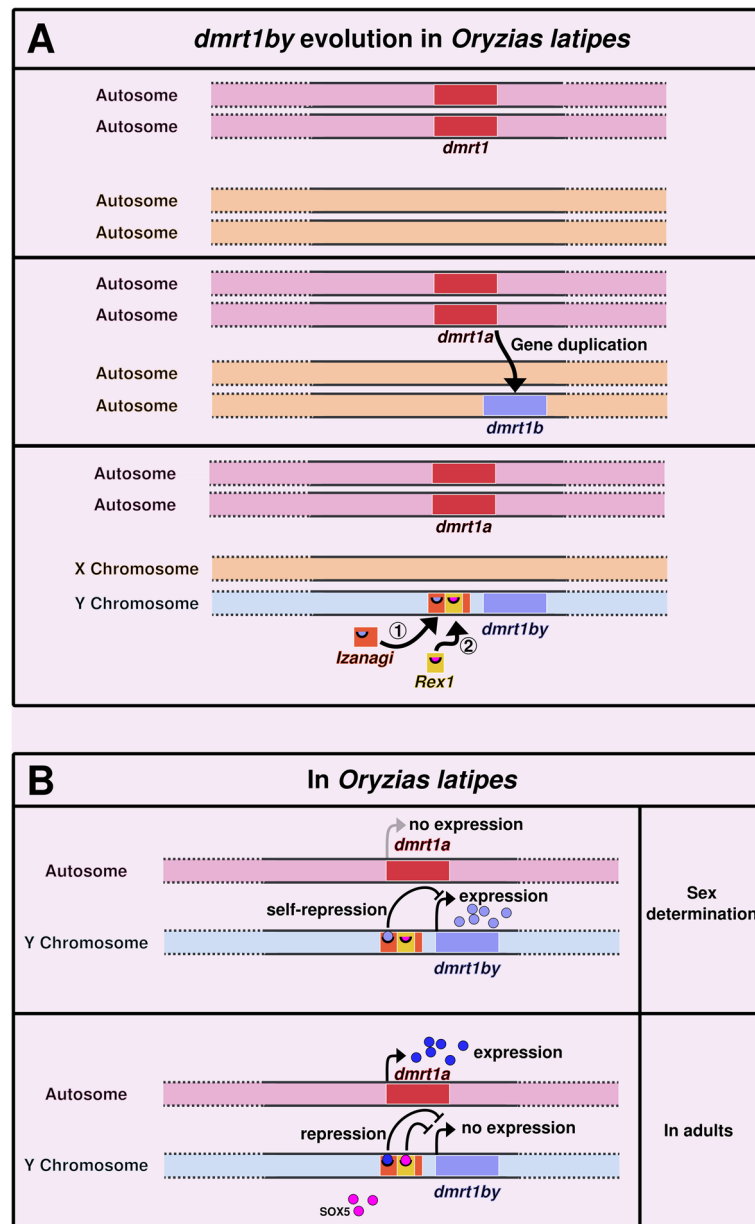 A
dmrt1by evolution in Oryzias latipes
Autosome
Autosome
dmrt1
Autosome
Autosome
Autosome
Autosome
dmrt1a
Gene duplication
Autosome
Autosome
dmrt1b
Autosome
Autosome
dmrt1a
X Chromosome
Y Chromosome
dmrt1by
1
Izanagi
2
Rex1
B
In Oryzias latipes
no expression
dmrt1a
Autosome
self-repression
expression
Y Chromosome
dmrt1by
Sex
determination
expression
dmrt1a
Autosome
repression
no expression
Y Chromosome
dmrt1by
SOX5
In adults